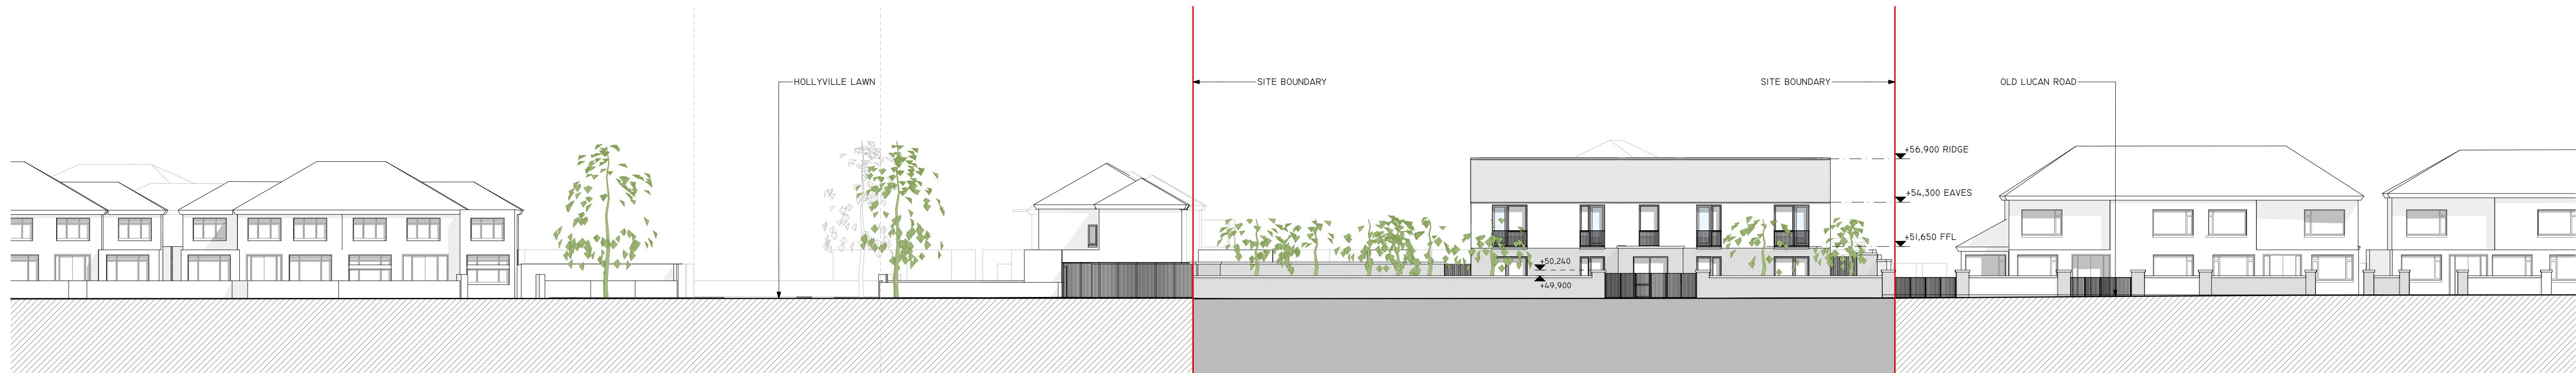 HOLLYVILLE LAWN
SITE BOUNDARY
SITE BOUNDARY
OLD LUCAN ROAD
+56,900 RIDGE
+54,300 EAVES
+51,650 FFL
+50,240
+49,900